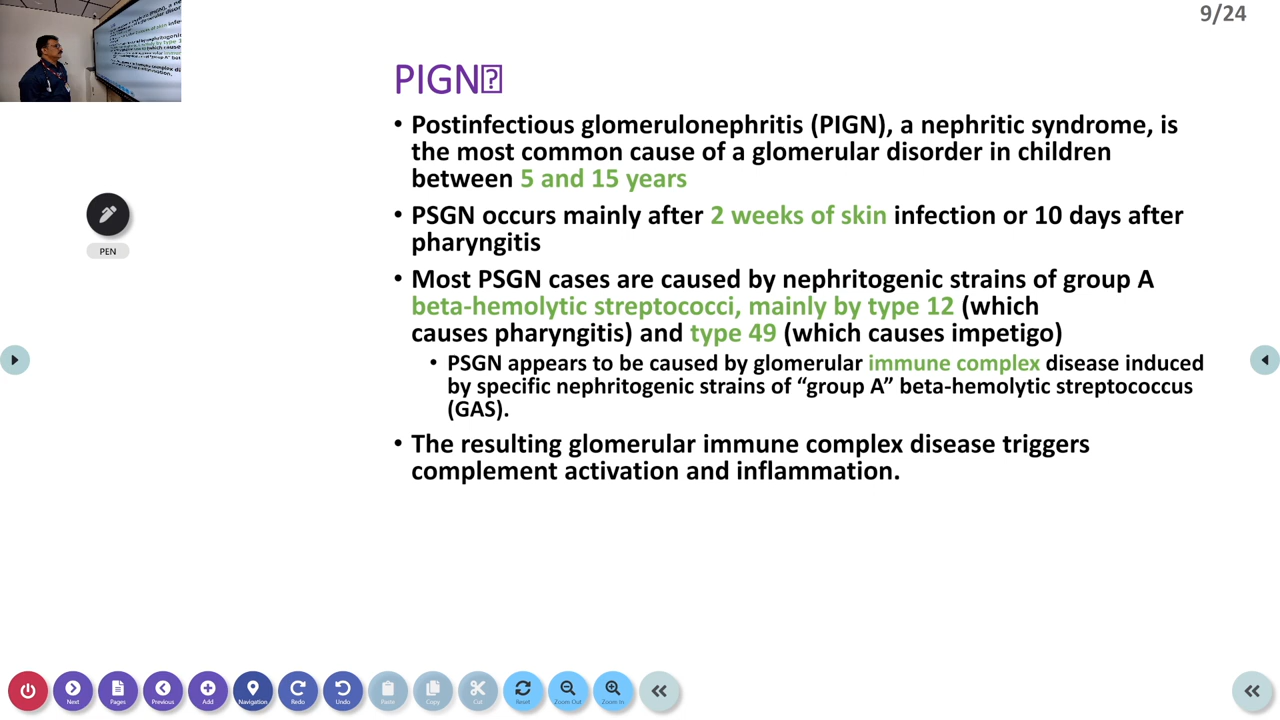 9/24
PIGN
• Postinfectious glomerulonephritis (PIGN), a nephritic syndrome, is
the most common cause of a glomerular disorder in children
between 5 and 15 years
• PSGN occurs mainly after 2 weeks of skin infection or 10 days after
pharyngitis
• Most PSGN cases are caused by nephritogenic strains of group A
beta-hemolytic streptococci, mainly by type 12 (which
causes pharyngitis) and type 49 (which causes impetigo)
• PSGN appears to be caused by glomerular immune complex disease induced
by specific nephritogenic strains of “group A” beta-hemolytic streptococcus
(GAS).
• The resulting glomerular immune complex disease triggers
complement activation and inflammation.
PEN
Next Pages Previous Add Navigation Redo Undo Paste Copy Cut Reset Zoom Out Zoom In